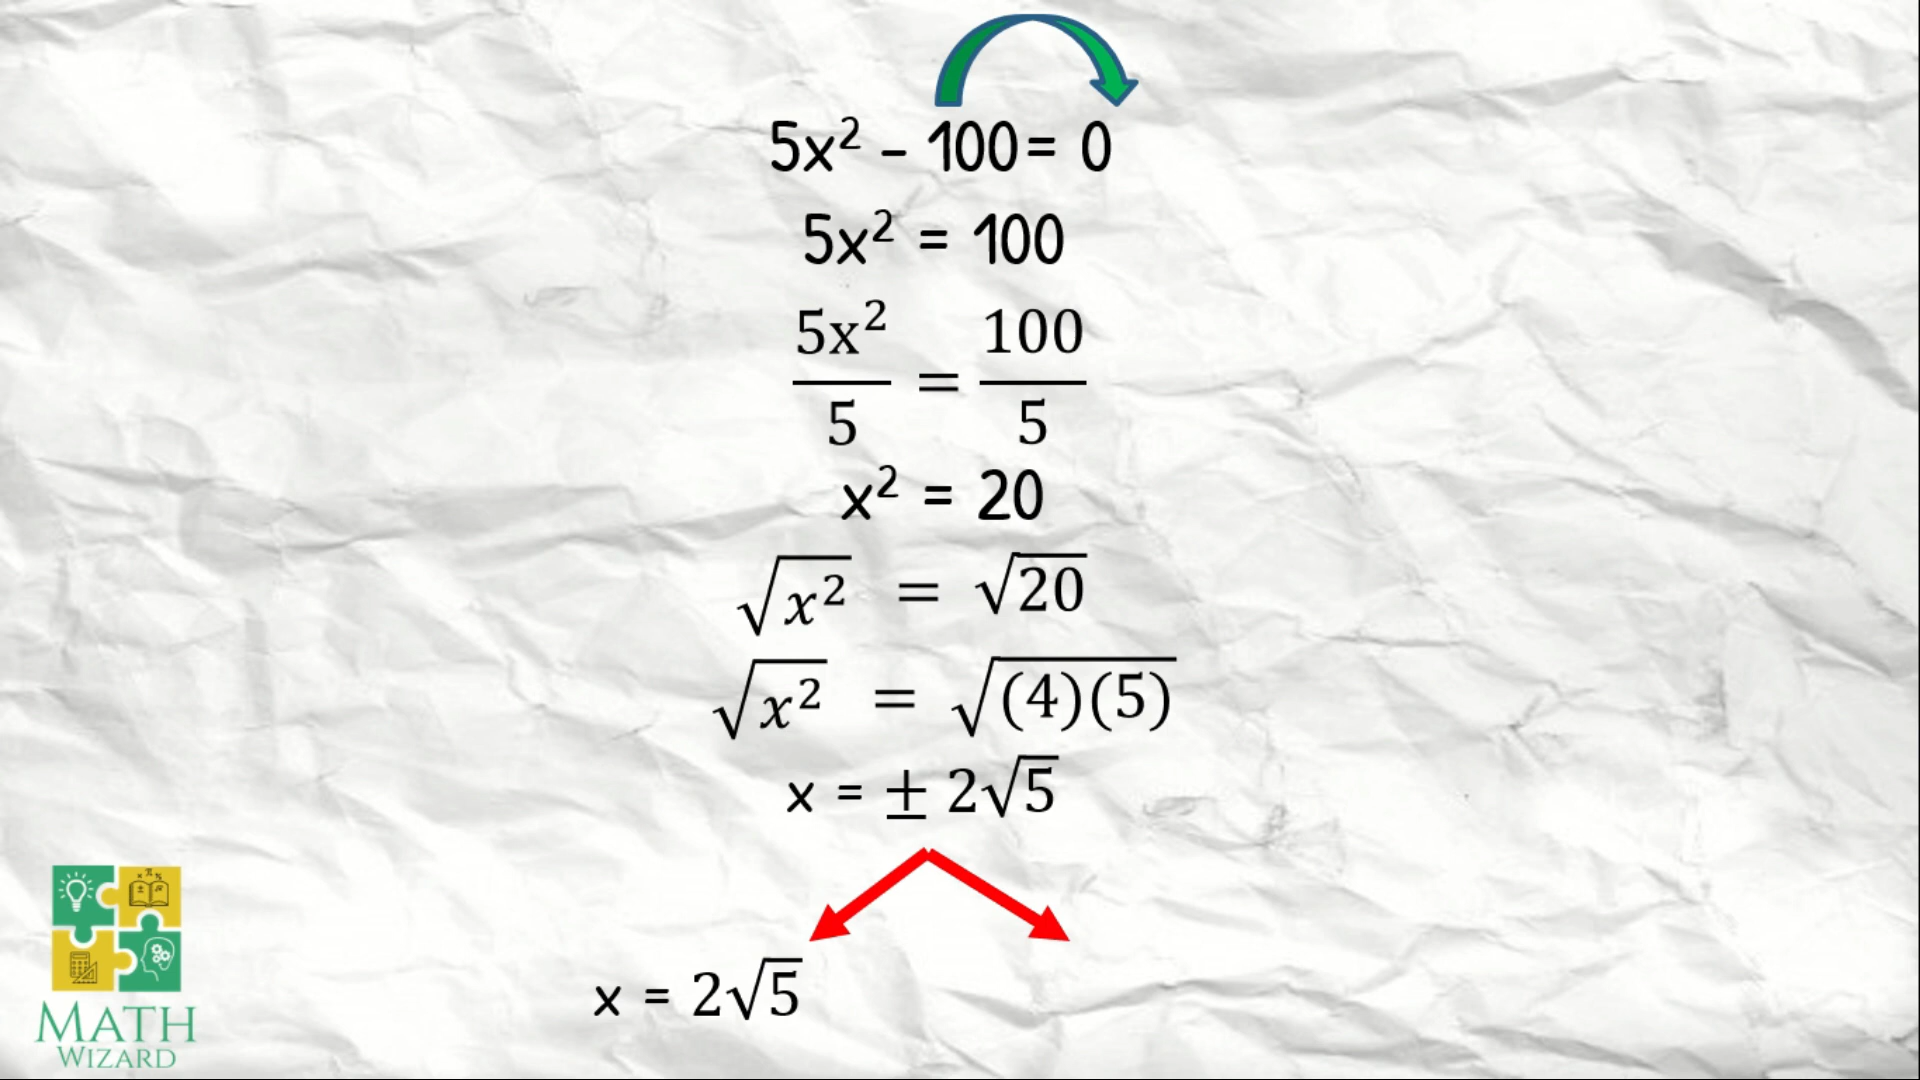 5x² – 100= 0
5x² = 100
5x²/5 = 100/5
x² = 20
√x² = √20
√x² = √(4)(5)
x = ± 2√5
x = 2√5
MATH
WIZARD